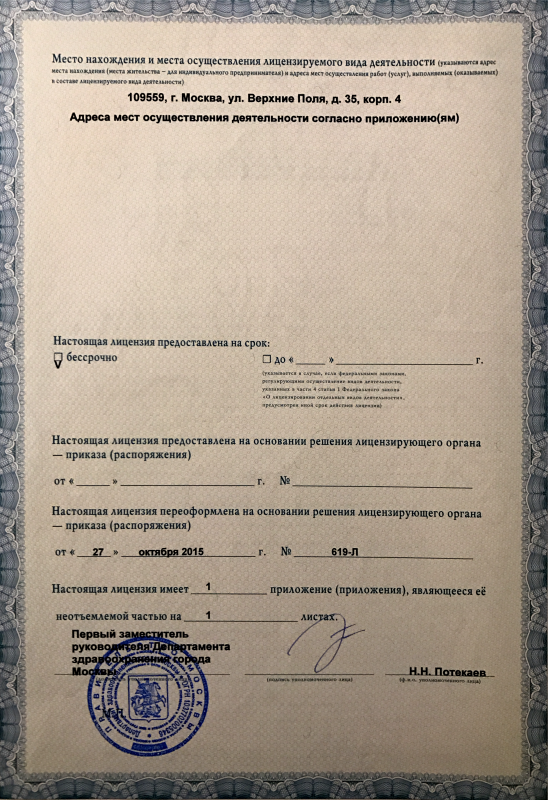 Место нахождения и места осуществления лицензируемого вида деятельности (указываются адрес
места нахождения (места жительства – для индивидуального предпринимателя) и адреса мест осуществления работ (услуг), выполняемых (оказываемых)
в составе лицензируемого вида деятельности)
109559, г. Москва, ул. Верхние Поля, д. 35, корп. 4
Адреса мест осуществления деятельности согласно приложению(ям)
Настоящая лицензия предоставлена на срок:
☐ бессрочно ☐ до « _____ » _____ г.
V
(указывается в случае, если федеральными законами,
регулирующими осуществление видов деятельности,
указанных в части 4 статьи 1 Федерального закона
«О лицензировании отдельных видов деятельности»,
предусмотрен иной срок действия лицензии)
Настоящая лицензия предоставлена на основании решения лицензирующего органа
— приказа (распоряжения)
от « _____ » _____ г. № _____
Настоящая лицензия переоформлена на основании решения лицензирующего органа
— приказа (распоряжения)
от « 27 » октября 2015 г. № 619-Л
Настоящая лицензия имеет 1 приложение (приложения), являющееся её
неотъемлемой частью на 1 листах.
Первый заместитель
руководителя Департамента
здравоохранения города
Москвы
Н.Н. Потекаев
(подпись уполномоченного лица) (ф.и.о. уполномоченного лица)
М.П.